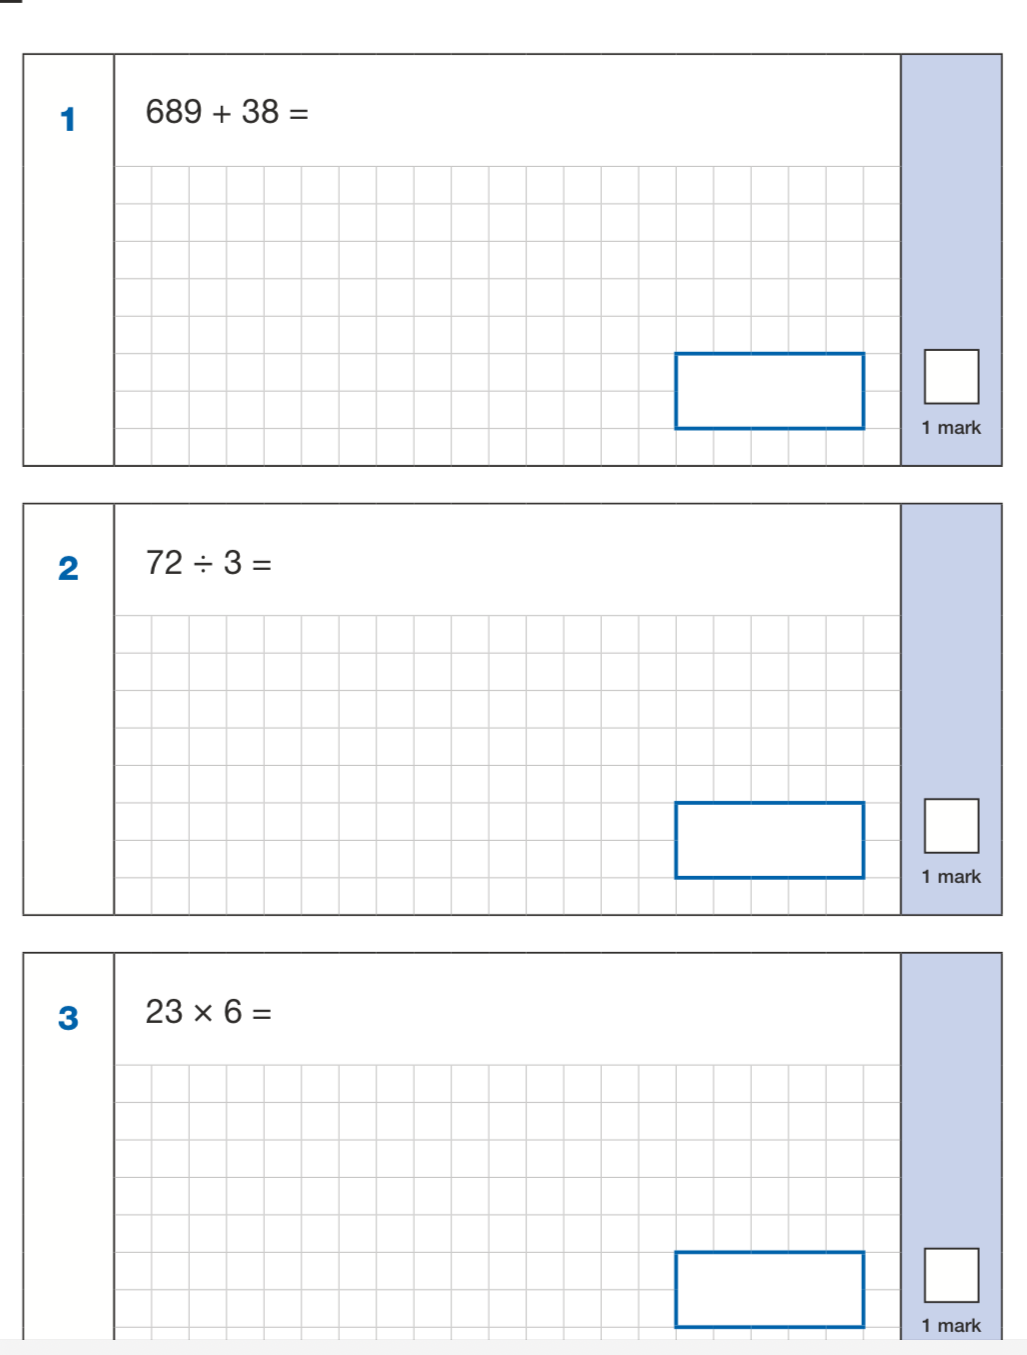 1
689 + 38 =
1 mark
2
72 ÷ 3 =
1 mark
3
23 × 6 =
1 mark